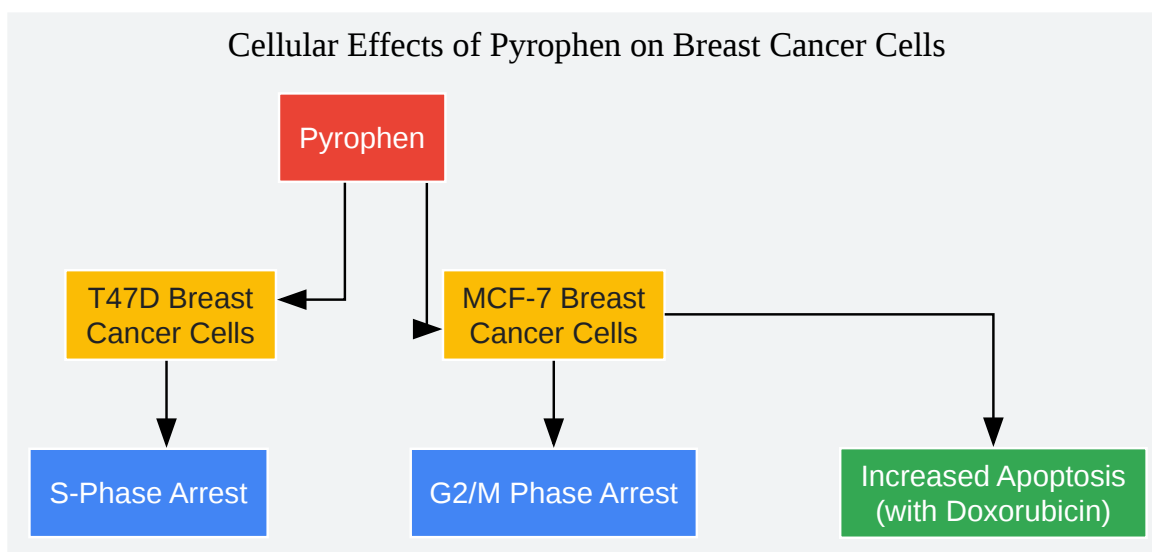 Cellular Effects of Pyrophen on Breast Cancer Cells
Pyrophen
T47D Breast
Cancer Cells
MCF-7 Breast
Cancer Cells
S-Phase Arrest
G2/M Phase Arrest
Increased Apoptosis
(with Doxorubicin)